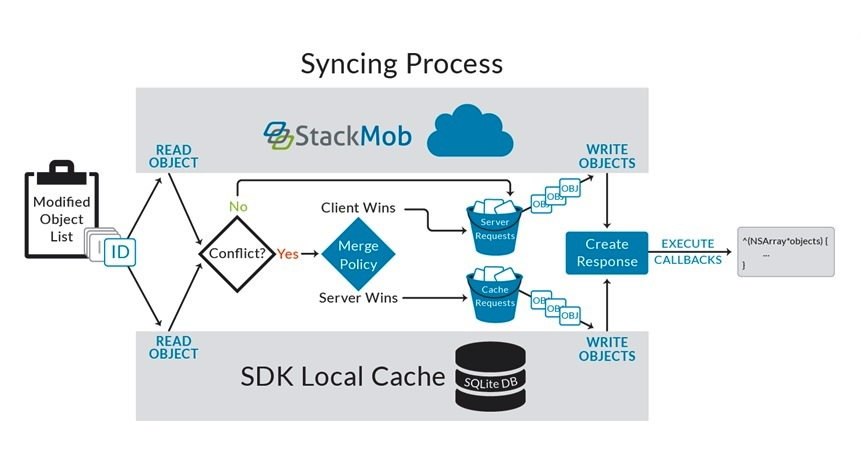 Syncing Process
StackMob
READ
OBJECT
WRITE
OBJECTS
Modified
Object
List
ID
No
Conflict?
Yes
Client Wins
Merge
Policy
Server Wins
Server
Requests
OBJ
OBJ
OBJ
Cache
Requests
OBJ
OBJ
OBJ
Create
Response
EXECUTE
CALLBACKS
^(NSArray*objects) {
...
}
READ
OBJECT
WRITE
OBJECTS
SDK Local Cache
SQLite DB